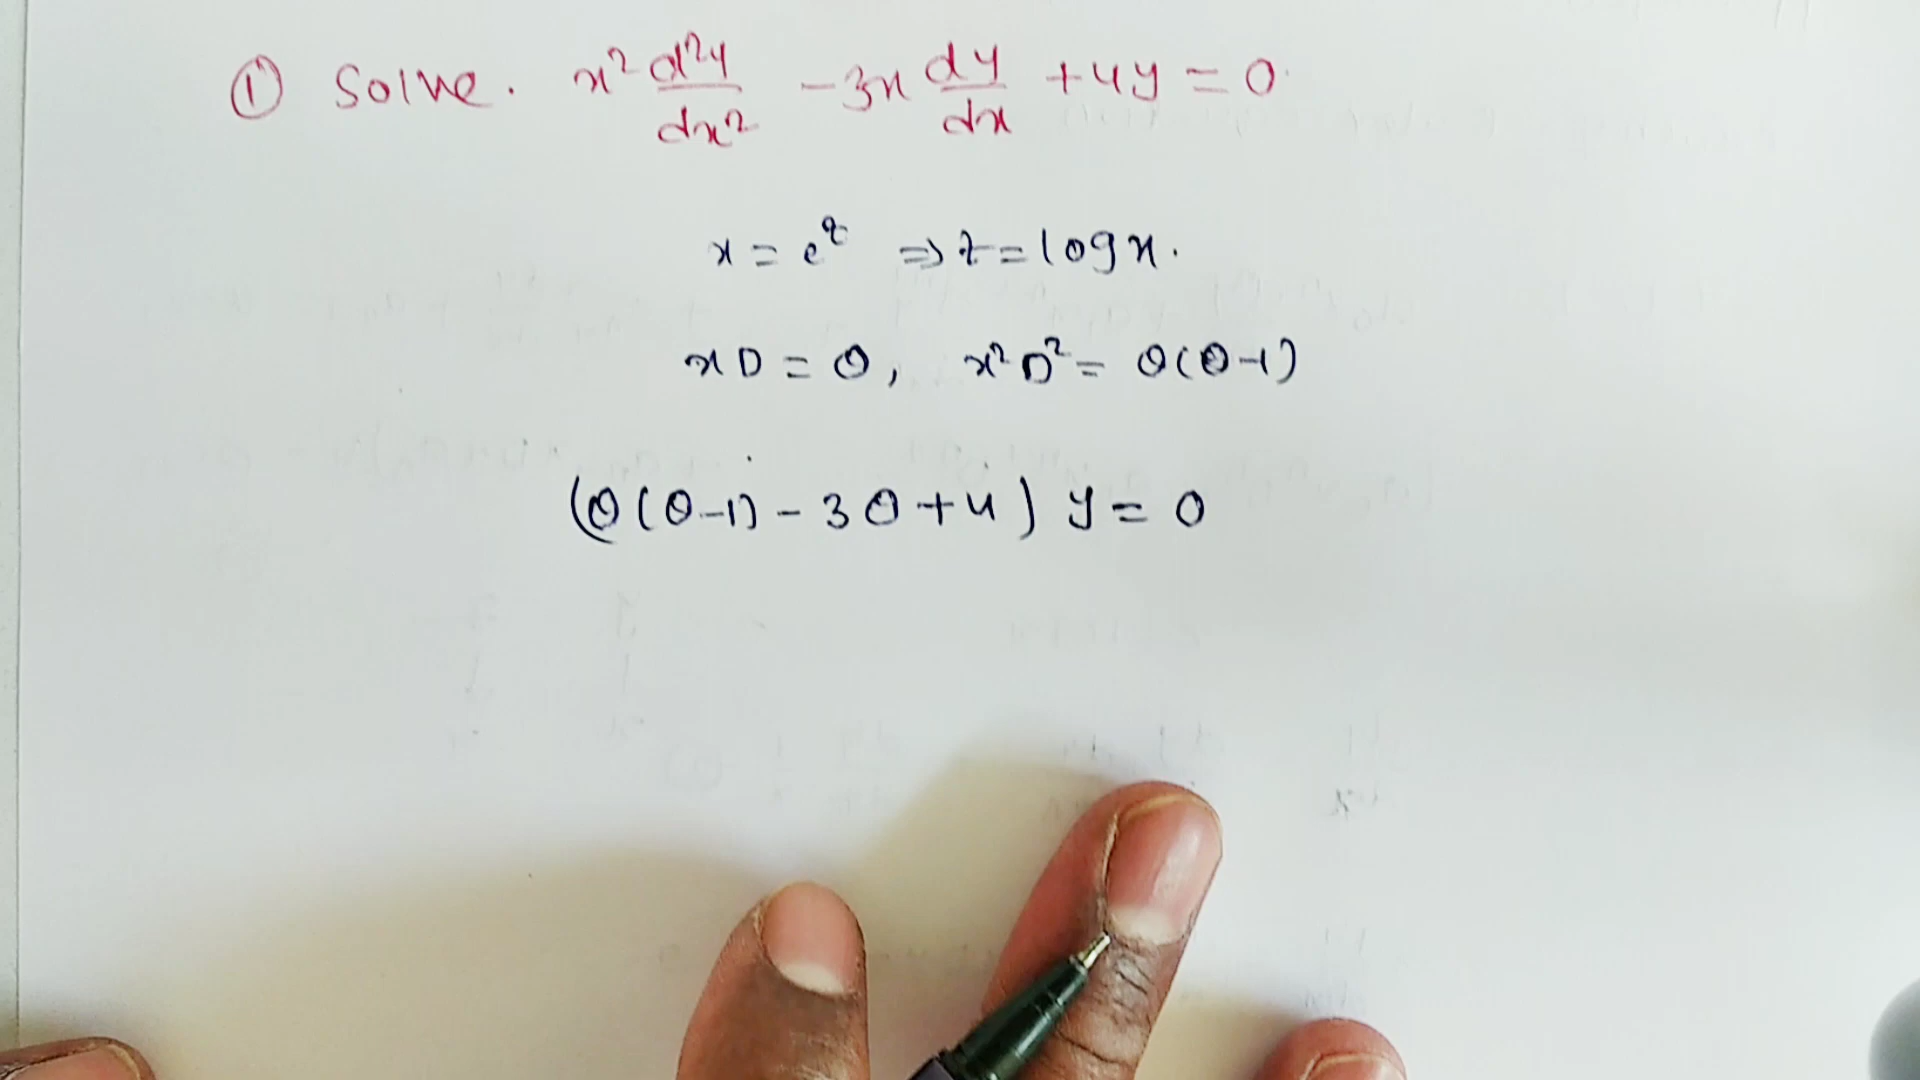 ① Solve. x² d²y/dx² - 3x dy/dx + 4y = 0
x = e^z ⇒ z = log x.
xD = θ, x²D² = θ(θ-1)
(θ(θ-1) - 3θ + 4) y = 0